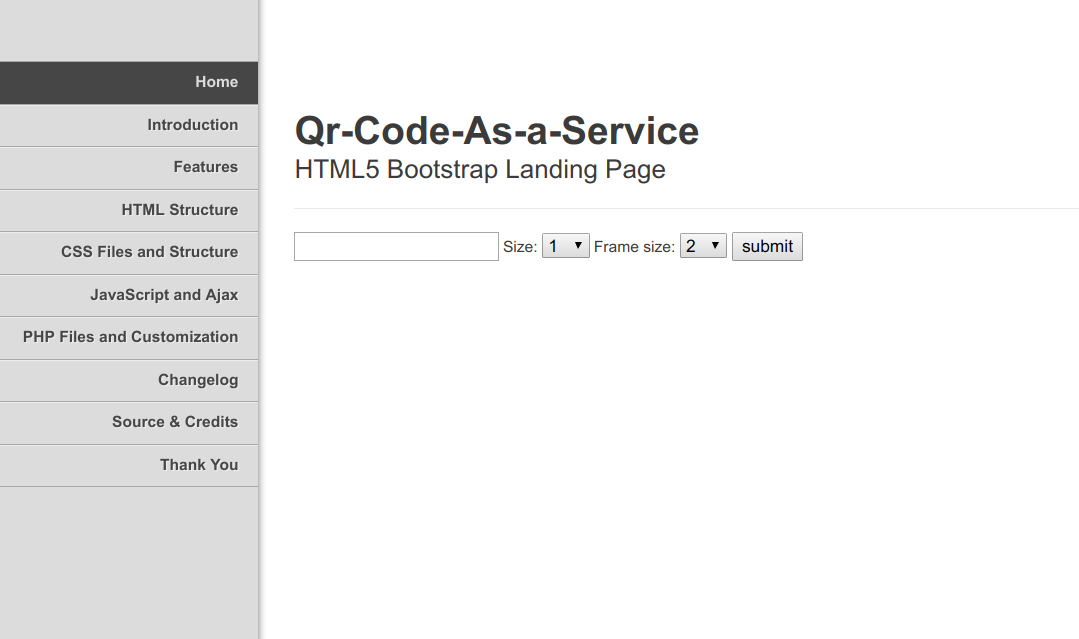 Home
Introduction
Features
HTML Structure
CSS Files and Structure
JavaScript and Ajax
PHP Files and Customization
Changelog
Source & Credits
Thank You
Qr-Code-As-a-Service
HTML5 Bootstrap Landing Page
Size: 1 Frame size: 2 submit